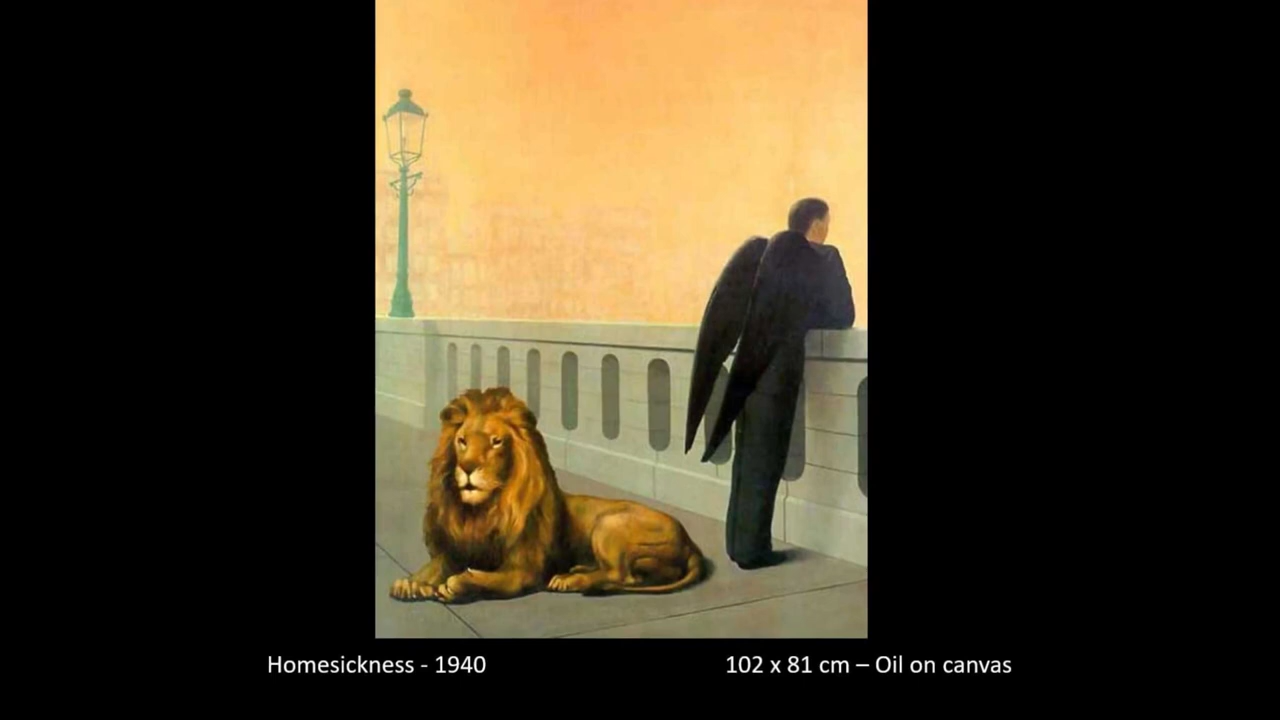 Homesickness - 1940
102 x 81 cm – Oil on canvas